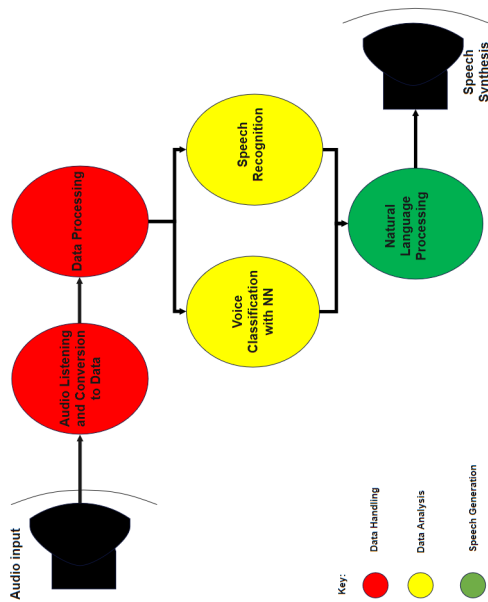 Audio input
Audio Listening
and Conversion
to Data
Data Processing
Voice
Classification
with NN
Speech
Recognition
Natural
Language
Processing
Speech
Synthesis
Key:
Data Handling
Data Analysis
Speech Generation